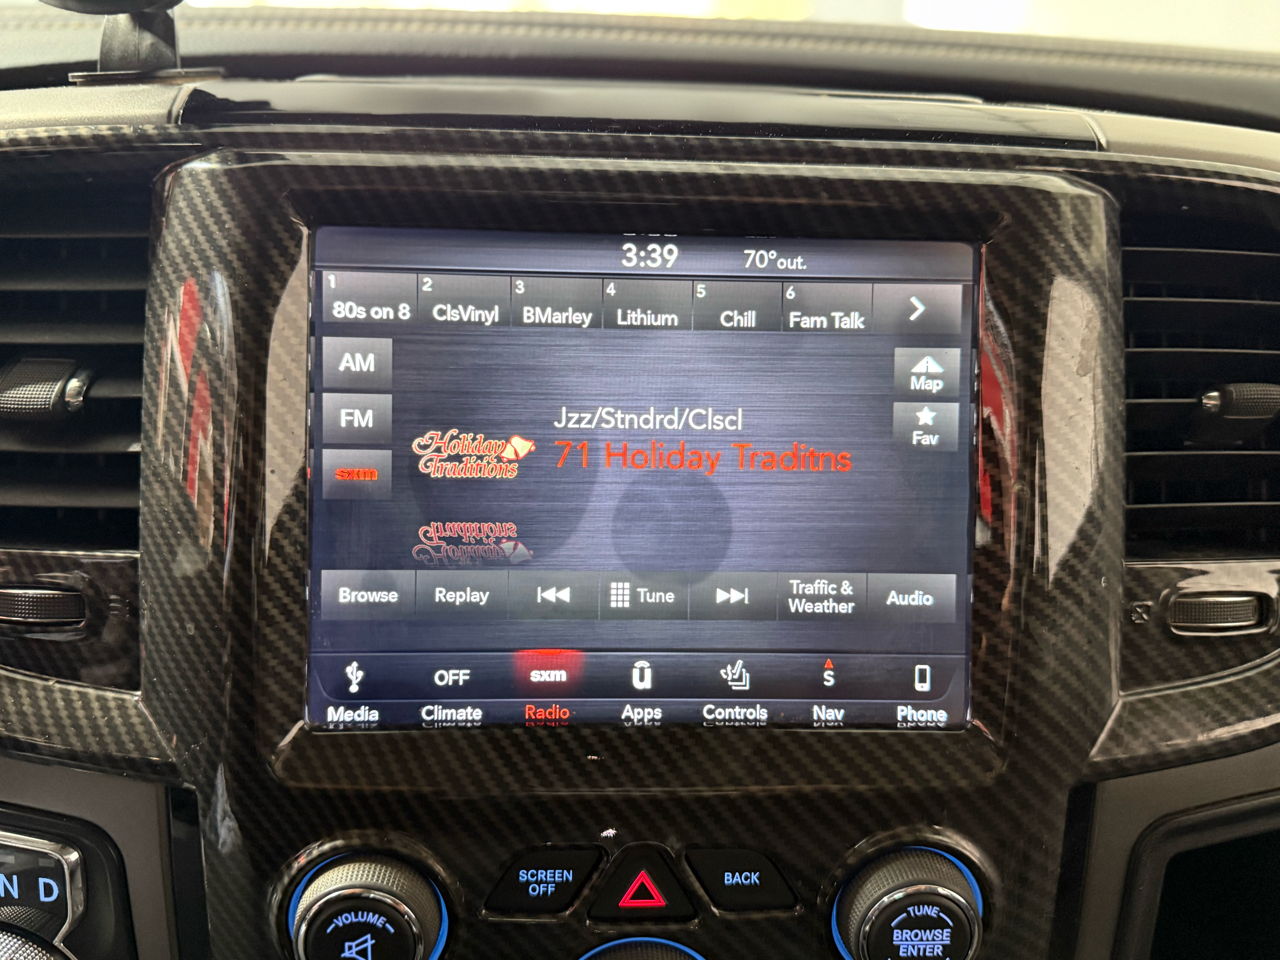 3:39 70°out.
1 80s on 8
2 ClsVinyl
3 BMarley
4 Lithium
5 Chill
6 Fam Talk
AM
FM
sxm
Map
Fav
Jzz/Stndrd/Clscl
71 Holiday Traditns
Holiday
Traditions
Browse
Replay
Tune
Traffic &
Weather
Audio
Media
OFF
Climate
sxm
Radio
Apps
Controls
S
Nav
Phone
N D
VOLUME
SCREEN
OFF
BACK
TUNE
BROWSE
ENTER